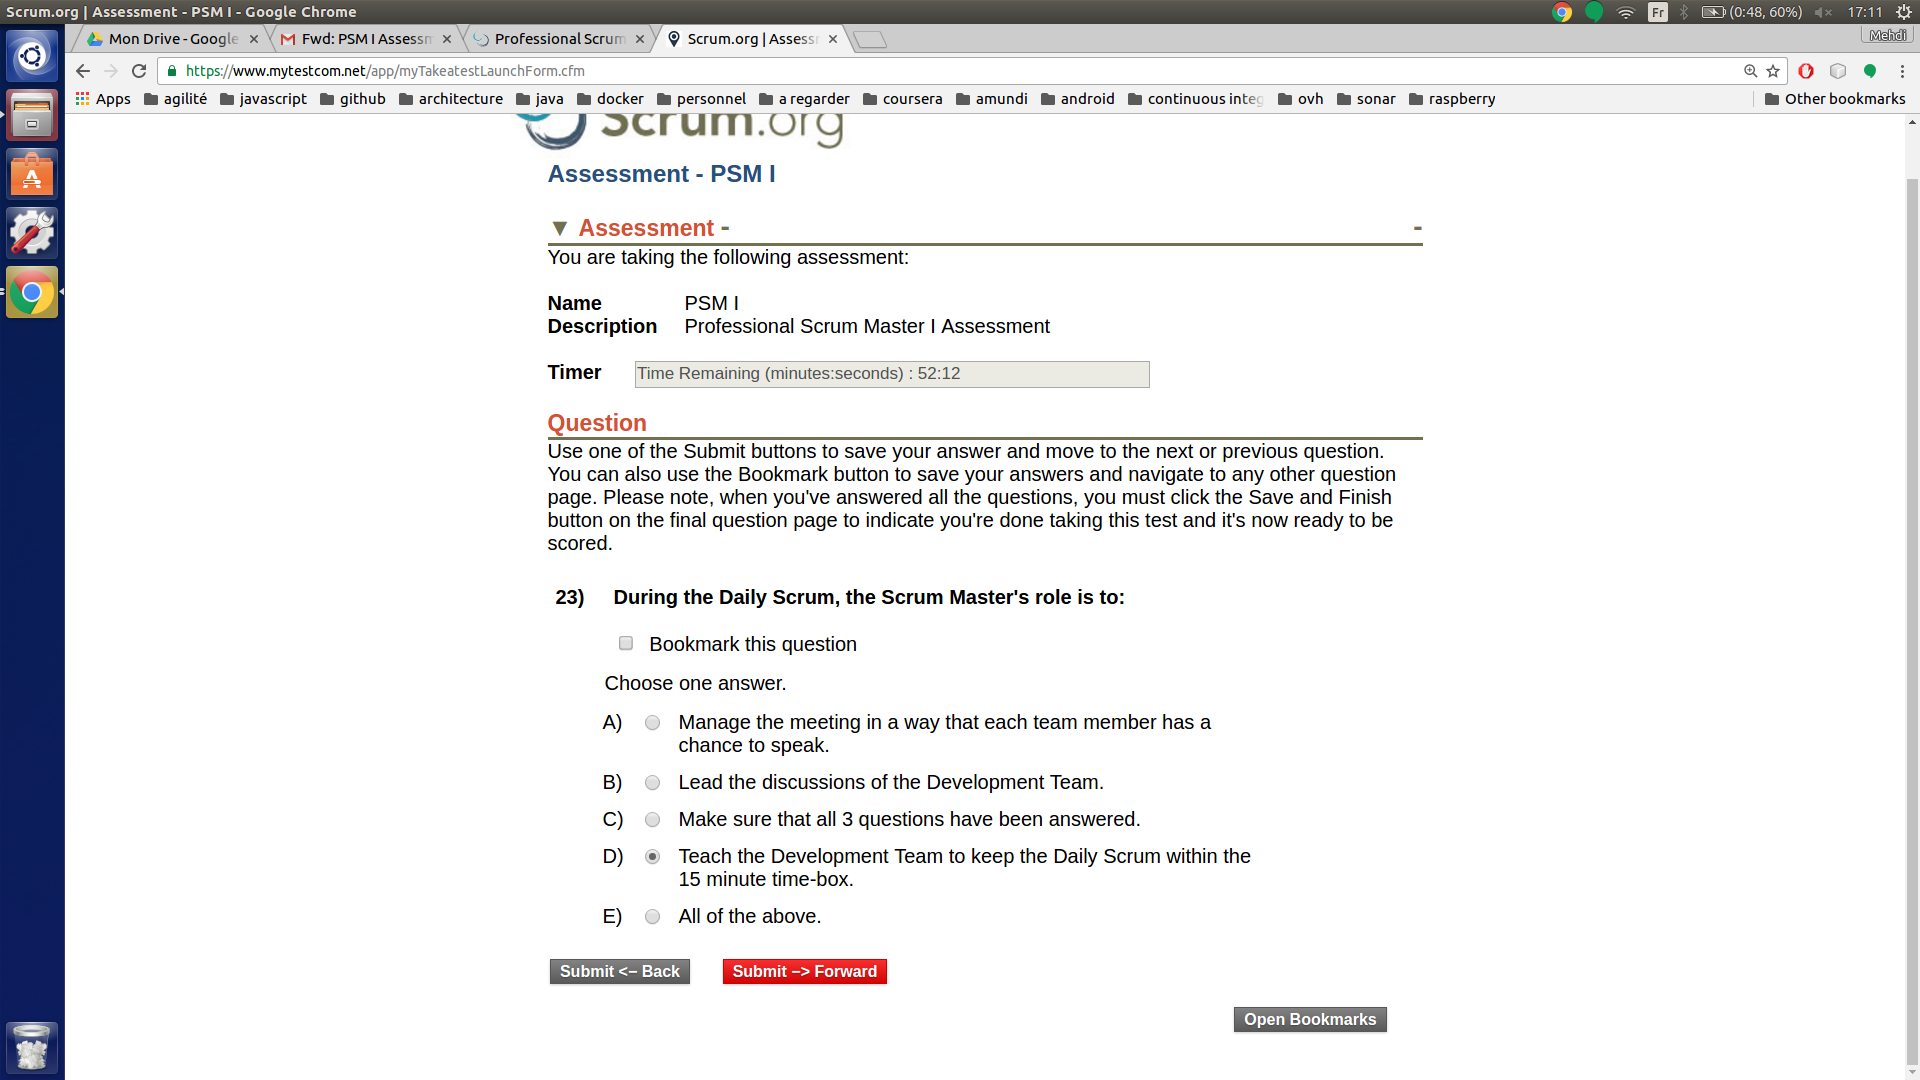 Scrum.org | Assessment - PSM I - Google Chrome
Fr
(0:48, 60%)
17:11
Mon Drive - Google
Fwd: PSM I Assessm
Professional Scrum
Scrum.org | Assess
Mehdi
https://www.mytestcom.net/app/myTakeatestLaunchForm.cfm
Apps
agilité
javascript
github
architecture
java
docker
personnel
a regarder
coursera
amundi
android
continuous integ
ovh
sonar
raspberry
Other bookmarks
Scrum.org
Assessment - PSM I
▼ Assessment - -
You are taking the following assessment:
Name PSM I
Description Professional Scrum Master I Assessment
Timer Time Remaining (minutes:seconds) : 52:12
Question
Use one of the Submit buttons to save your answer and move to the next or previous question.
You can also use the Bookmark button to save your answers and navigate to any other question
page. Please note, when you've answered all the questions, you must click the Save and Finish
button on the final question page to indicate you're done taking this test and it's now ready to be
scored.
23) During the Daily Scrum, the Scrum Master's role is to:
Bookmark this question
Choose one answer.
A) Manage the meeting in a way that each team member has a
chance to speak.
B) Lead the discussions of the Development Team.
C) Make sure that all 3 questions have been answered.
D) Teach the Development Team to keep the Daily Scrum within the
15 minute time-box.
E) All of the above.
Submit <– Back
Submit –> Forward
Open Bookmarks